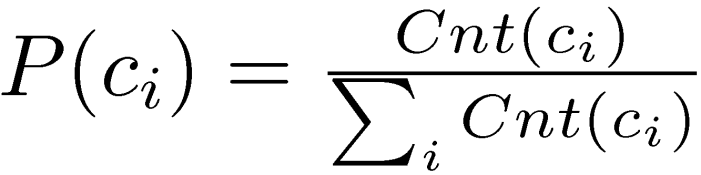 P(c_i) = \frac{Cnt(c_i)}{\sum_i Cnt(c_i)}